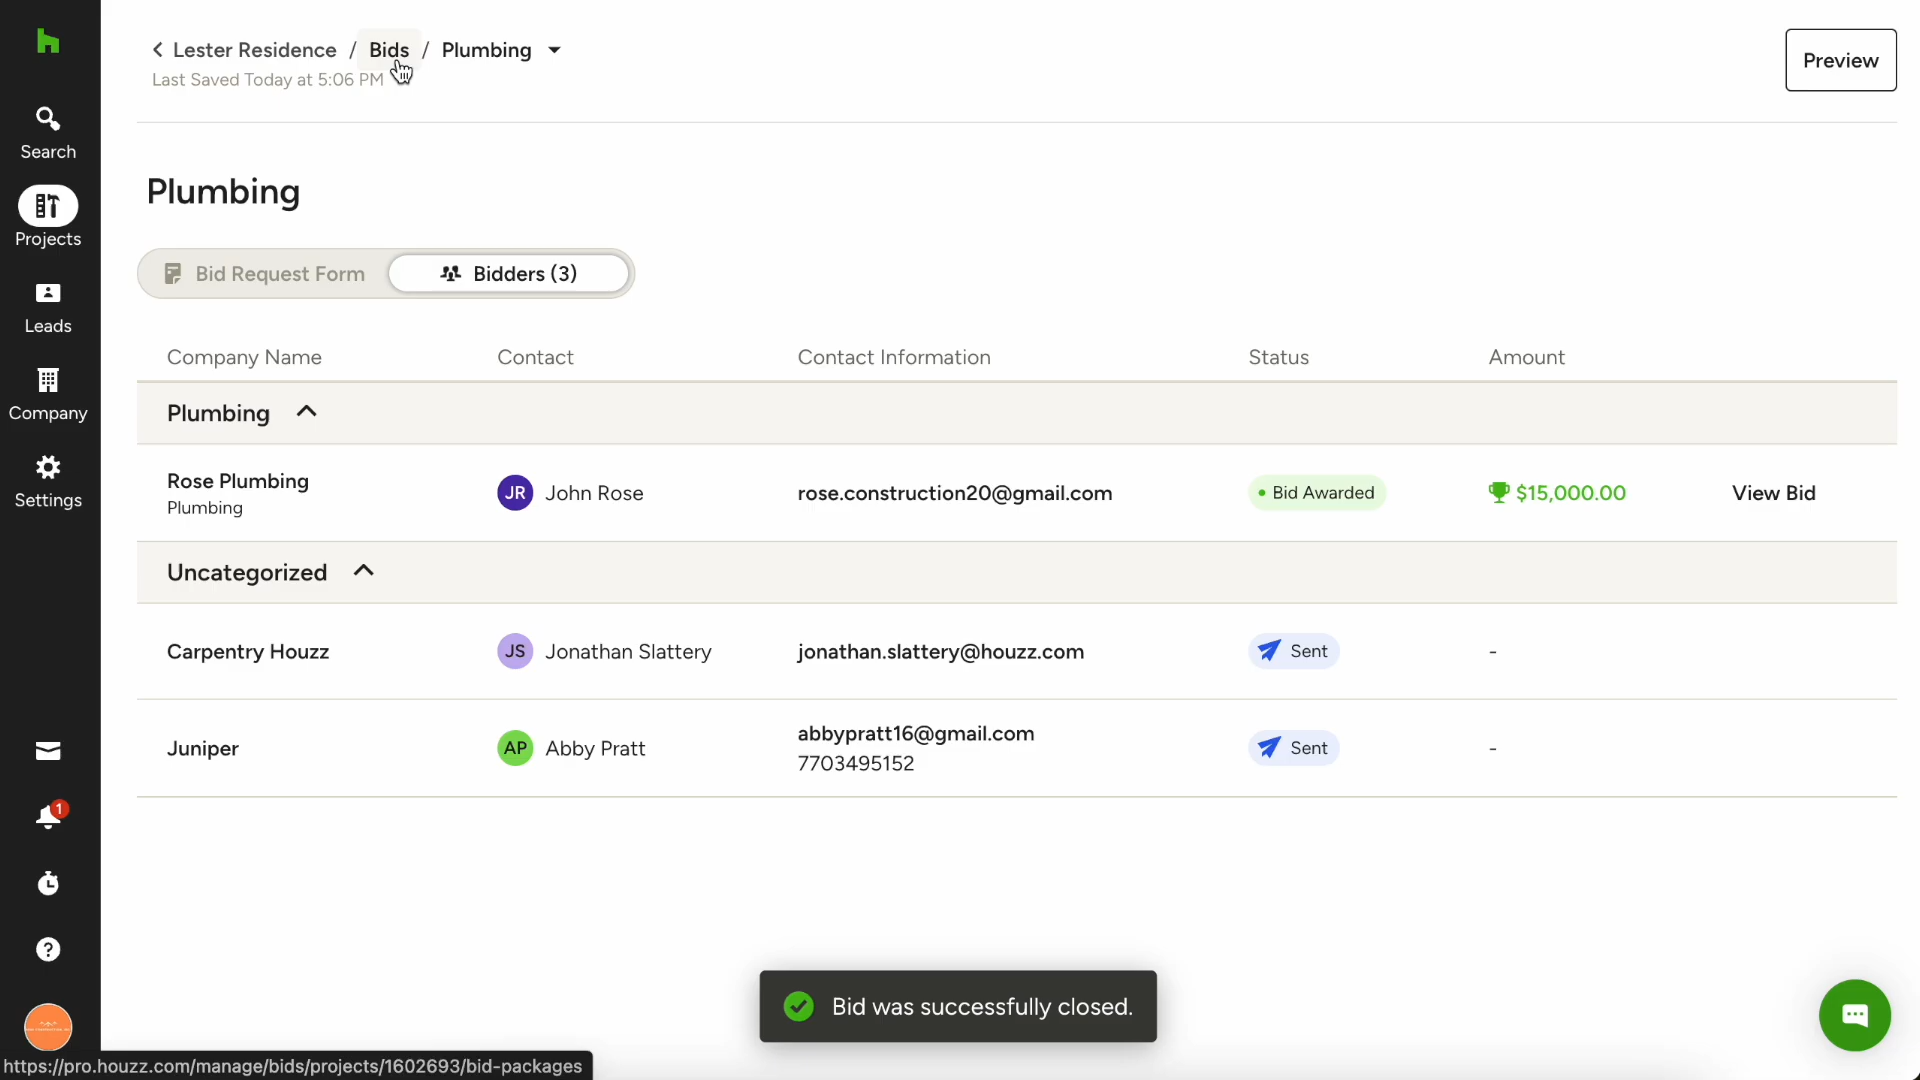 Lester Residence / Bids / Plumbing
Last Saved Today at 5:06 PM
Preview
Search
Projects
Leads
Company
Settings
1
Plumbing
Bid Request Form
Bidders (3)
Company Name Contact Contact Information Status Amount
Plumbing
Rose Plumbing
Plumbing
JR John Rose
rose.construction20@gmail.com
Bid Awarded
$15,000.00
View Bid
Uncategorized
Carpentry Houzz
JS Jonathan Slattery
jonathan.slattery@houzz.com
Sent
-
Juniper
AP Abby Pratt
abbypratt16@gmail.com
7703495152
Sent
-
Bid was successfully closed.
https://pro.houzz.com/manage/bids/projects/1602693/bid-packages